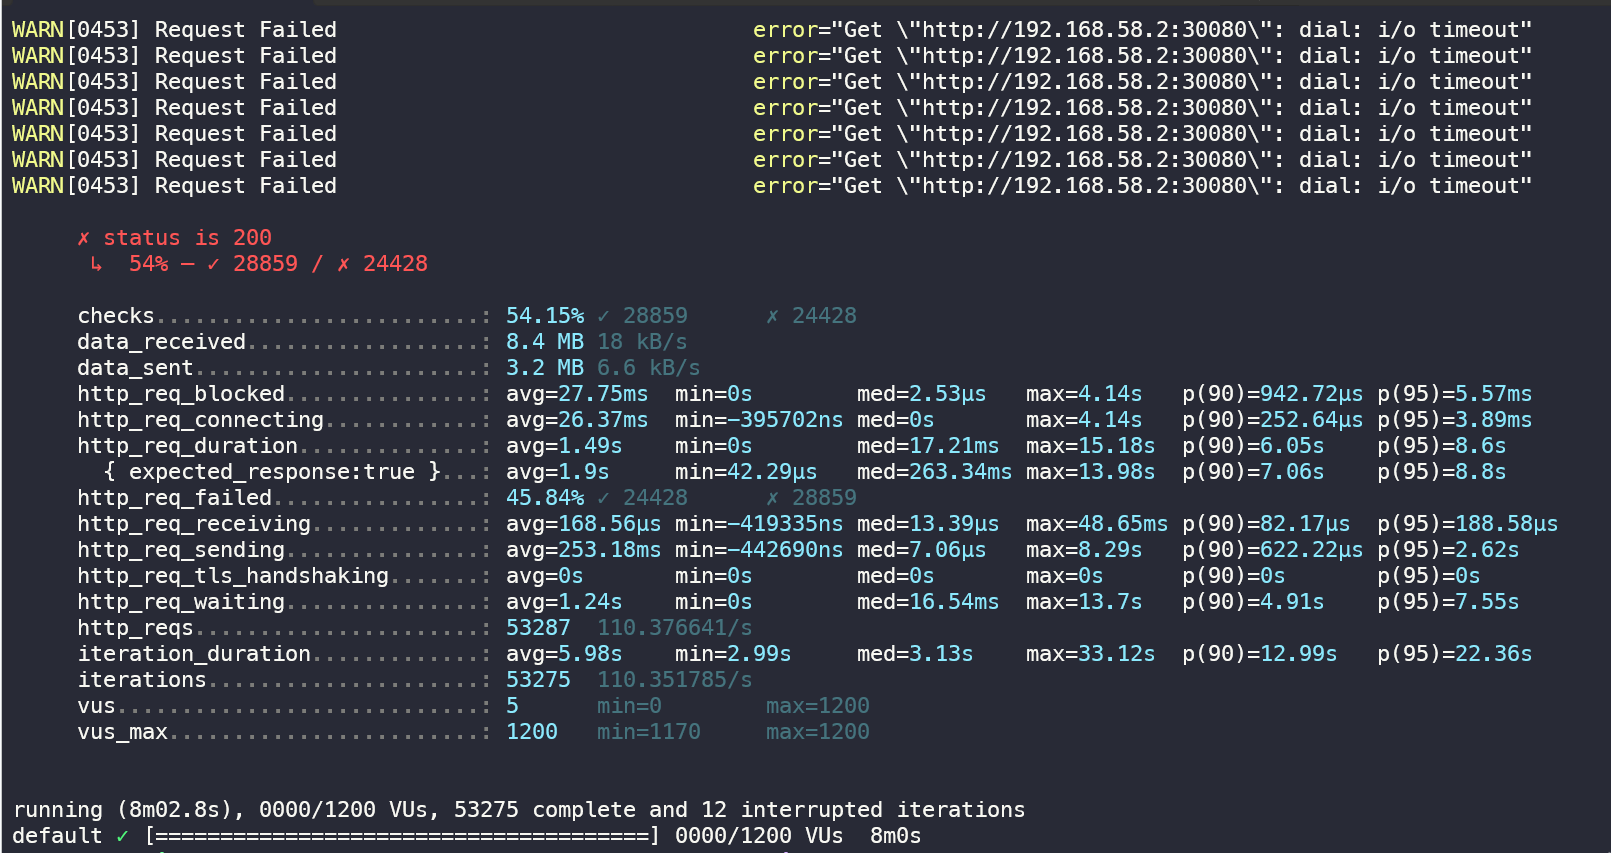 WARN[0453] Request Failed                                error="Get \"http://192.168.58.2:30080\": dial: i/o timeout"
WARN[0453] Request Failed                                error="Get \"http://192.168.58.2:30080\": dial: i/o timeout"
WARN[0453] Request Failed                                error="Get \"http://192.168.58.2:30080\": dial: i/o timeout"
WARN[0453] Request Failed                                error="Get \"http://192.168.58.2:30080\": dial: i/o timeout"
WARN[0453] Request Failed                                error="Get \"http://192.168.58.2:30080\": dial: i/o timeout"
WARN[0453] Request Failed                                error="Get \"http://192.168.58.2:30080\": dial: i/o timeout"
WARN[0453] Request Failed                                error="Get \"http://192.168.58.2:30080\": dial: i/o timeout"
     ✗ status is 200
      ↳  54% — ✓ 28859 / ✗ 24428
     checks.........................: 54.15% ✓ 28859      ✗ 24428
     data_received..................: 8.4 MB 18 kB/s
     data_sent......................: 3.2 MB 6.6 kB/s
     http_req_blocked...............: avg=27.75ms  min=0s        med=2.53µs   max=4.14s   p(90)=942.72µs p(95)=5.57ms
     http_req_connecting............: avg=26.37ms  min=-395702ns med=0s       max=4.14s   p(90)=252.64µs p(95)=3.89ms
     http_req_duration..............: avg=1.49s    min=0s        med=17.21ms  max=15.18s  p(90)=6.05s    p(95)=8.6s
       { expected_response:true }...: avg=1.9s     min=42.29µs   med=263.34ms max=13.98s  p(90)=7.06s    p(95)=8.8s
     http_req_failed................: 45.84% ✓ 24428      ✗ 28859
     http_req_receiving.............: avg=168.56µs min=-419335ns med=13.39µs  max=48.65ms p(90)=82.17µs  p(95)=188.58µs
     http_req_sending...............: avg=253.18ms min=-442690ns med=7.06µs   max=8.29s   p(90)=622.22µs p(95)=2.62s
     http_req_tls_handshaking.......: avg=0s       min=0s        med=0s       max=0s      p(90)=0s       p(95)=0s
     http_req_waiting...............: avg=1.24s    min=0s        med=16.54ms  max=13.7s   p(90)=4.91s    p(95)=7.55s
     http_reqs......................: 53287  110.376641/s
     iteration_duration.............: avg=5.98s    min=2.99s     med=3.13s    max=33.12s  p(90)=12.99s   p(95)=22.36s
     iterations.....................: 53275  110.351785/s
     vus............................: 5      min=0        max=1200
     vus_max........................: 1200   min=1170     max=1200
running (8m02.8s), 0000/1200 VUs, 53275 complete and 12 interrupted iterations
default ✓ [======================================] 0000/1200 VUs  8m0s